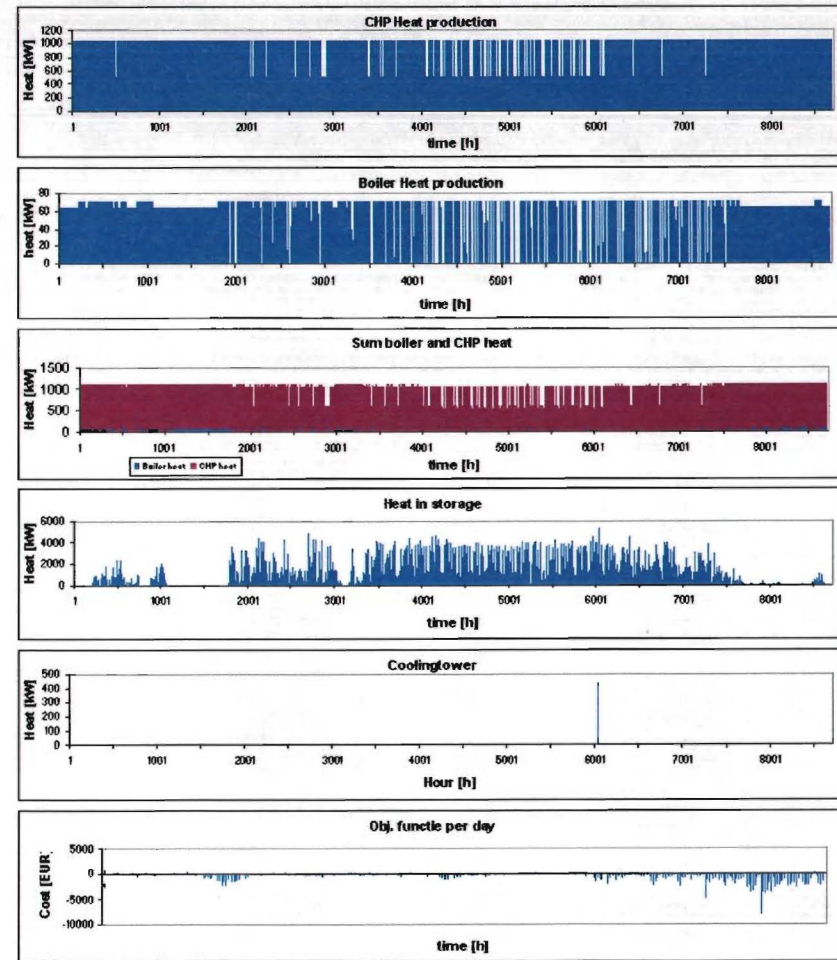 CHP Heat production
Heat [kW]
1200
1000
800
600
400
200
0
1 1001 2001 3001 4001 5001 6001 7001 8001
time [h]
Boiler Heat production
heat [kW]
80
60
40
20
0
1 1001 2001 3001 4001 5001 6001 7001 8001
time [h]
Sum boiler and CHP heat
Heat [kW]
1500
1000
500
0
1 1001 2001 3001 4001 5001 6001 7001 8001
time [h]
Boiler heat CHP heat
Heat in storage
Heat [kW]
6000
4000
2000
0
1 1001 2001 3001 4001 5001 6001 7001 8001
time [h]
Coolingtower
Heat [kW]
500
400
300
200
100
0
1 1001 2001 3001 4001 5001 6001 7001 8001
Hour [h]
Obj. functie per day
Cost [EUR]
5000
0
-5000
-10000
time [h]